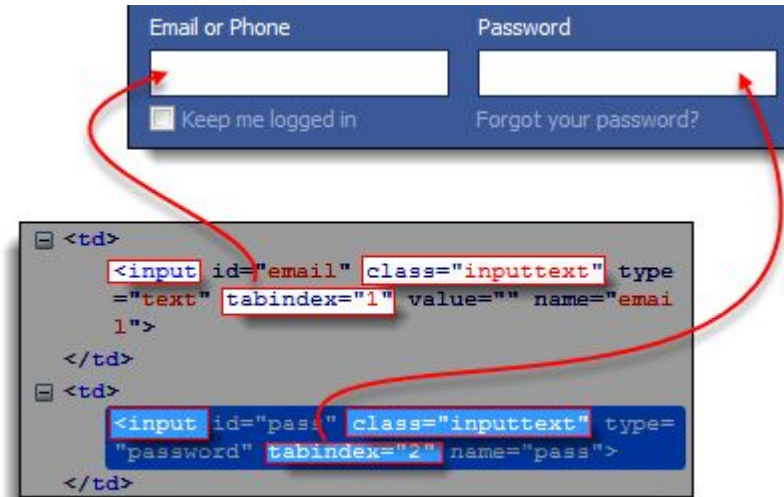 Email or Phone Password
Keep me logged in Forgot your password?
<td>
<input id="email" class="inputtext" type
="text" tabindex="1" value="" name="emai
l">
</td>
<td>
<input id="pass" class="inputtext" type=
"password" tabindex="2" name="pass">
</td>